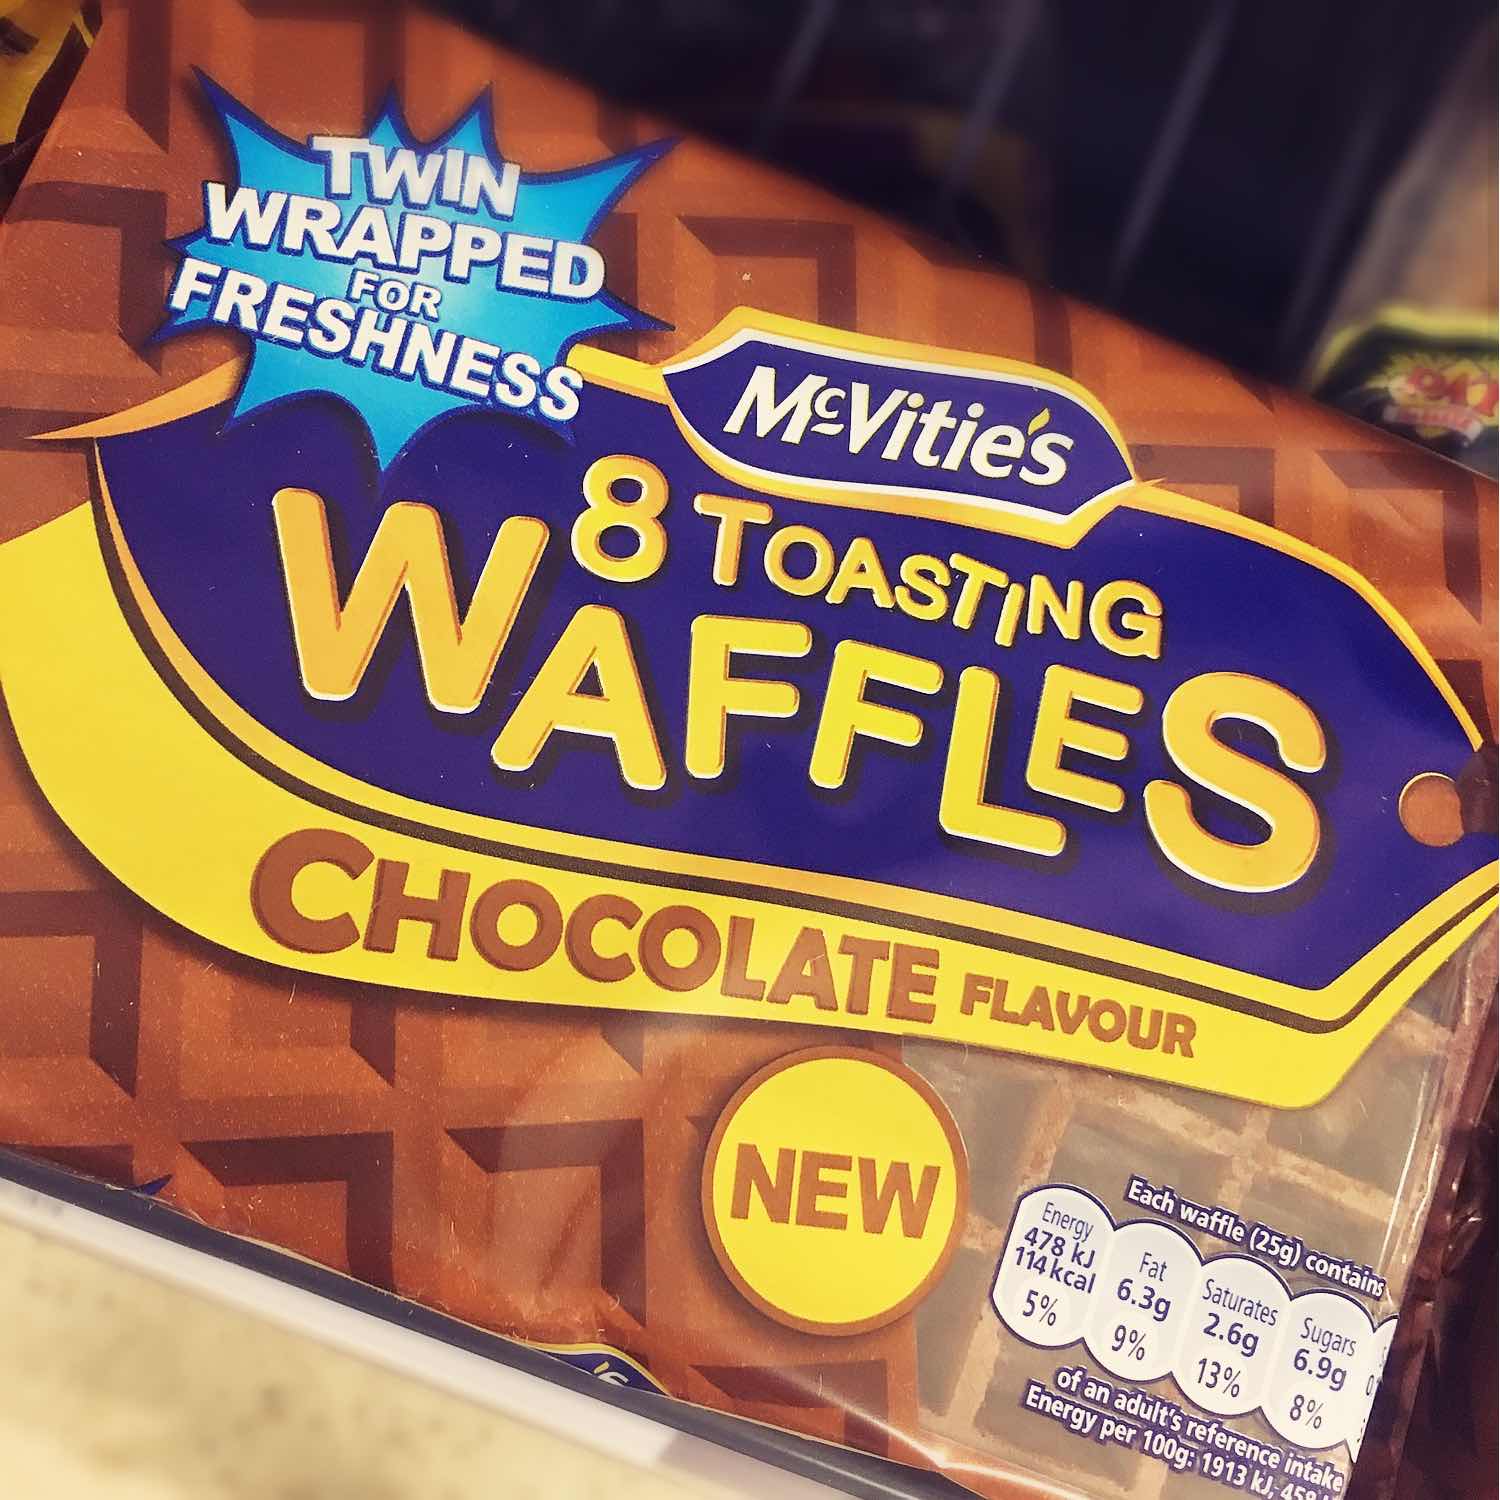 TWIN
WRAPPED
FOR
FRESHNESS
McVitie's
8 TOASTING
WAFFLES
CHOCOLATE FLAVOUR
NEW
Each waffle (25g) contains
Energy
478 kJ
114kcal
5%
Fat
6.3g
9%
Saturates
2.6g
13%
Sugars
6.9g
8%
of an adult's reference intake
Energy per 100g: 1913 kJ, 458